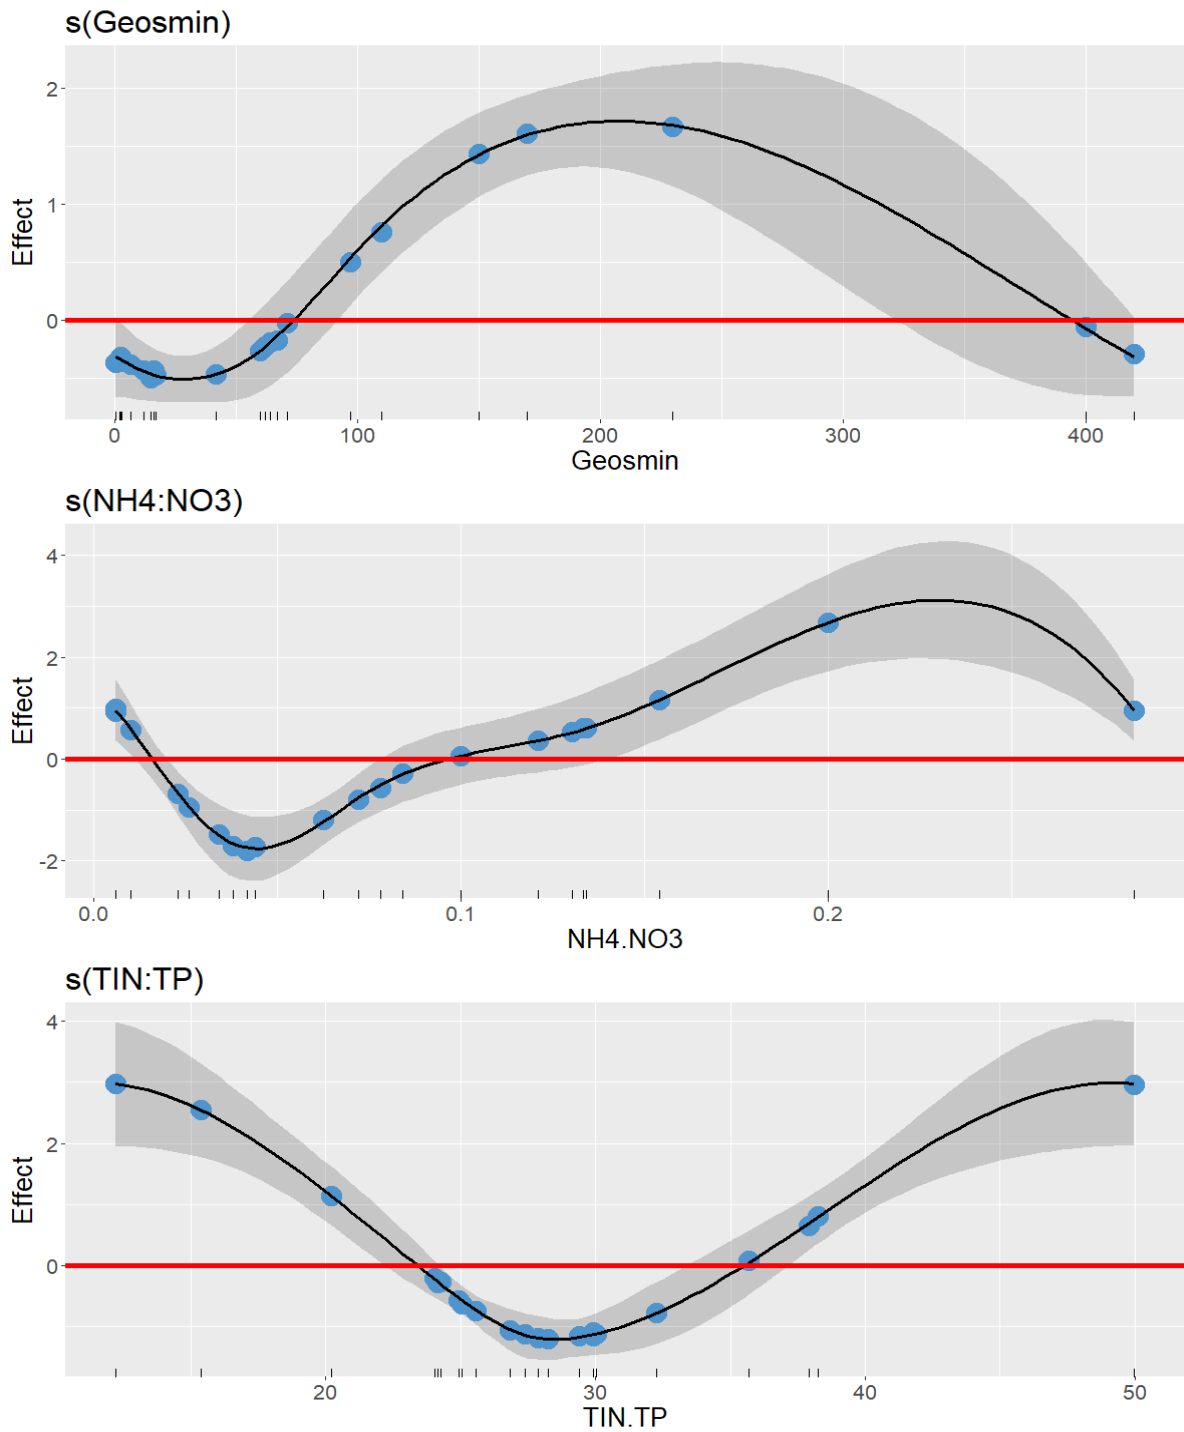 s(Geosmin)
2
1
0
Effect
0 100 200 300 400
Geosmin
s(NH4:NO3)
4
2
0
-2
Effect
0.0 0.1 0.2
NH4.NO3
s(TIN:TP)
4
2
0
Effect
20 30 40 50
TIN.TP